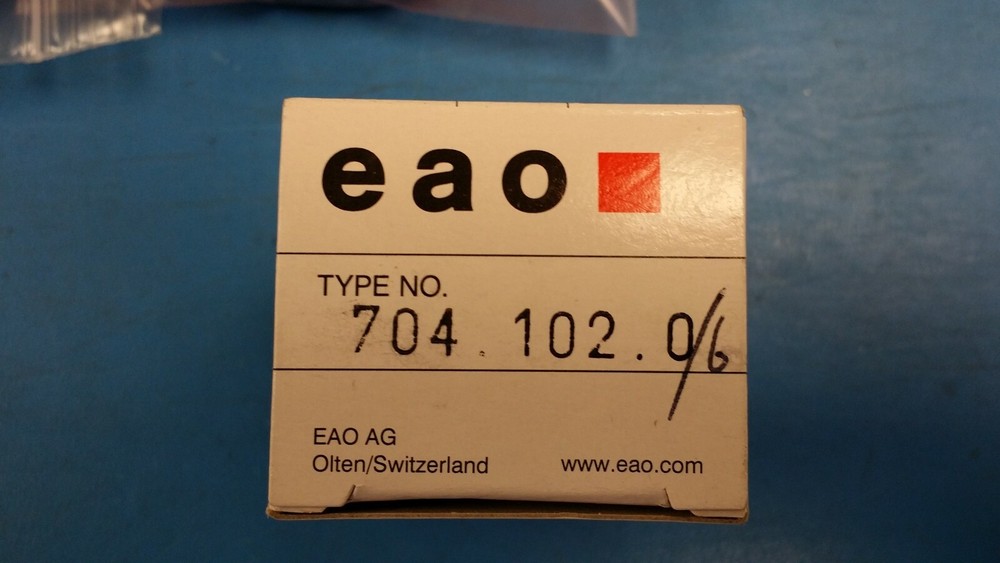 eao
TYPE NO.
704.102.0/6
EAO AG
Olten/Switzerland
www.eao.com